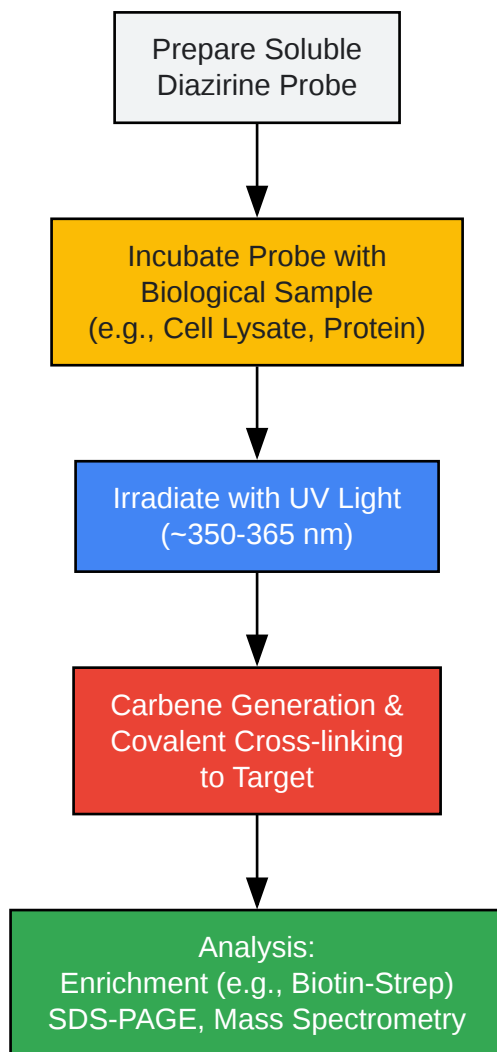 Prepare Soluble
Diazirine Probe
Incubate Probe with
Biological Sample
(e.g., Cell Lysate, Protein)
Irradiate with UV Light
(~350-365 nm)
Carbene Generation &
Covalent Cross-linking
to Target
Analysis:
Enrichment (e.g., Biotin-Strep)
SDS-PAGE, Mass Spectrometry